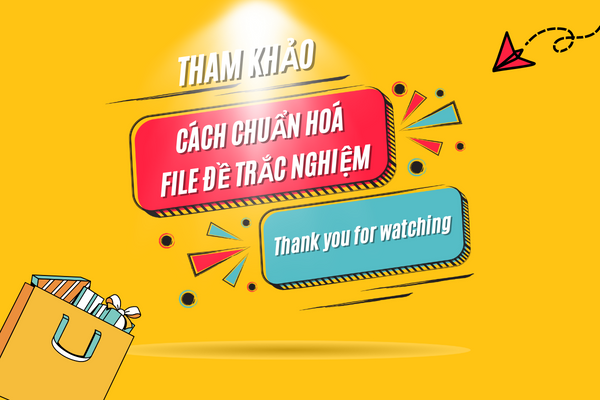 THAM KHẢO
CÁCH CHUẨN HOÁ
FILE ĐỀ TRẮC NGHIỆM
Thank you for watching